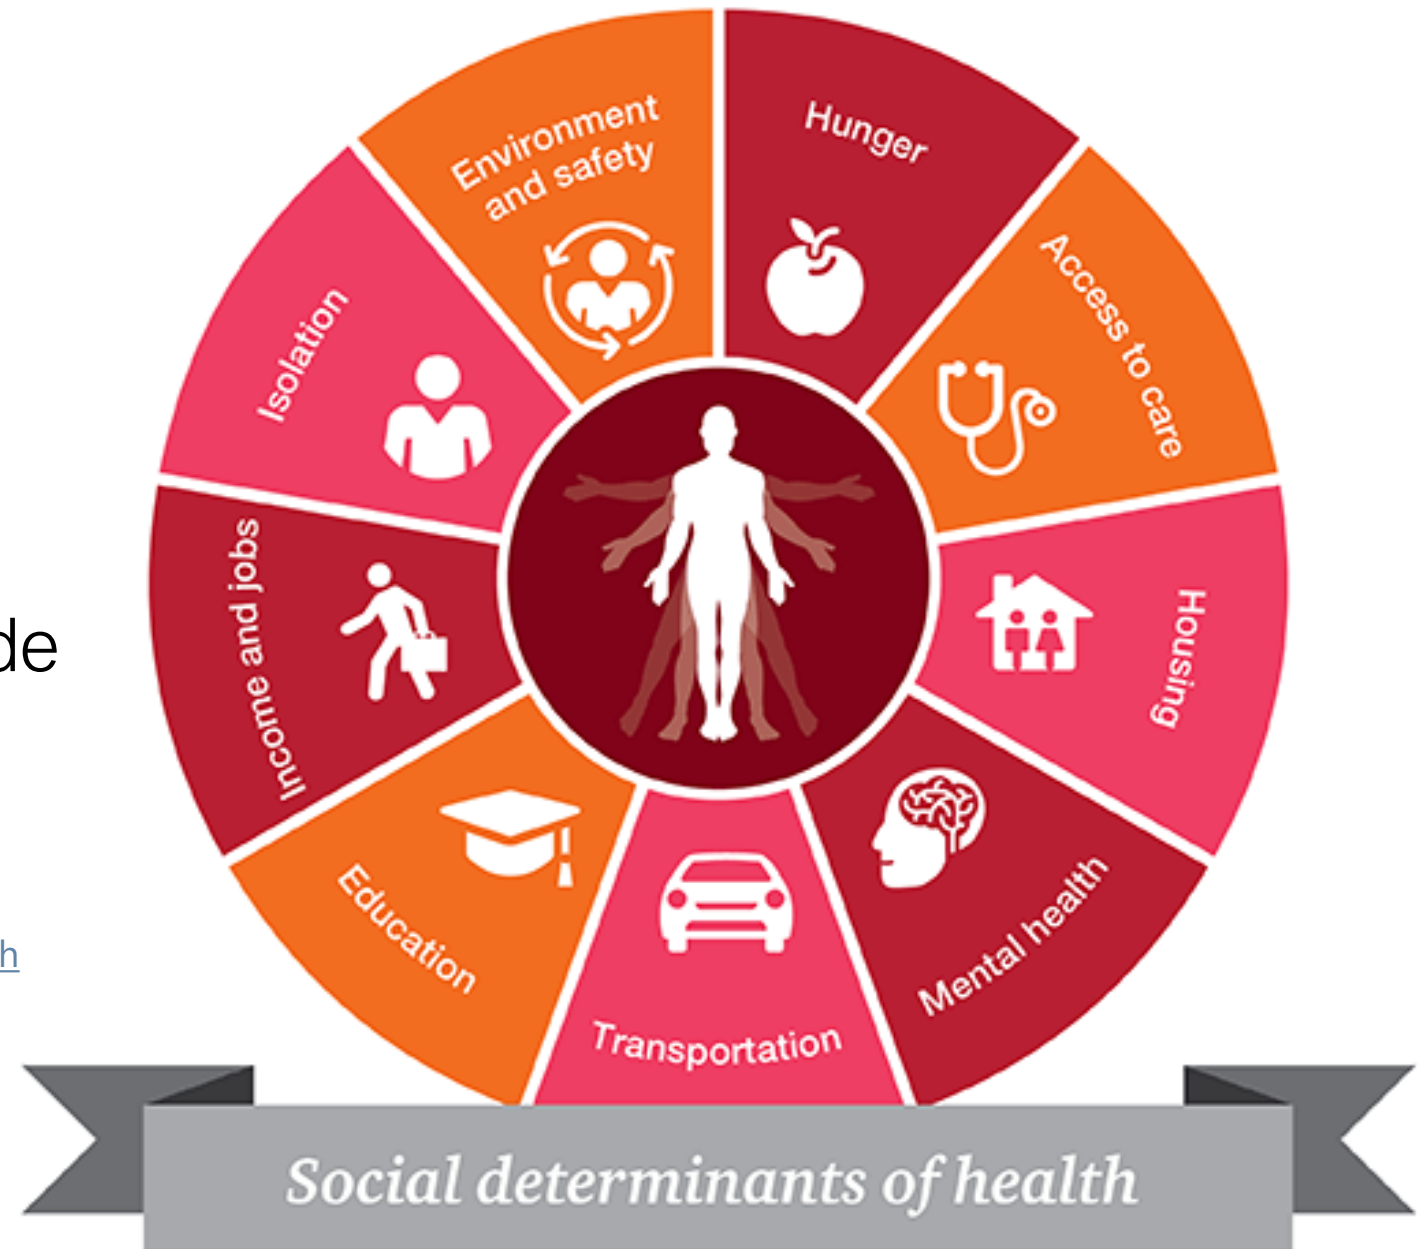 Environment
and safety
Hunger
Access to care
Housing
Mental health
Transportation
Education
Income and jobs
Isolation
de
h
Social determinants of health